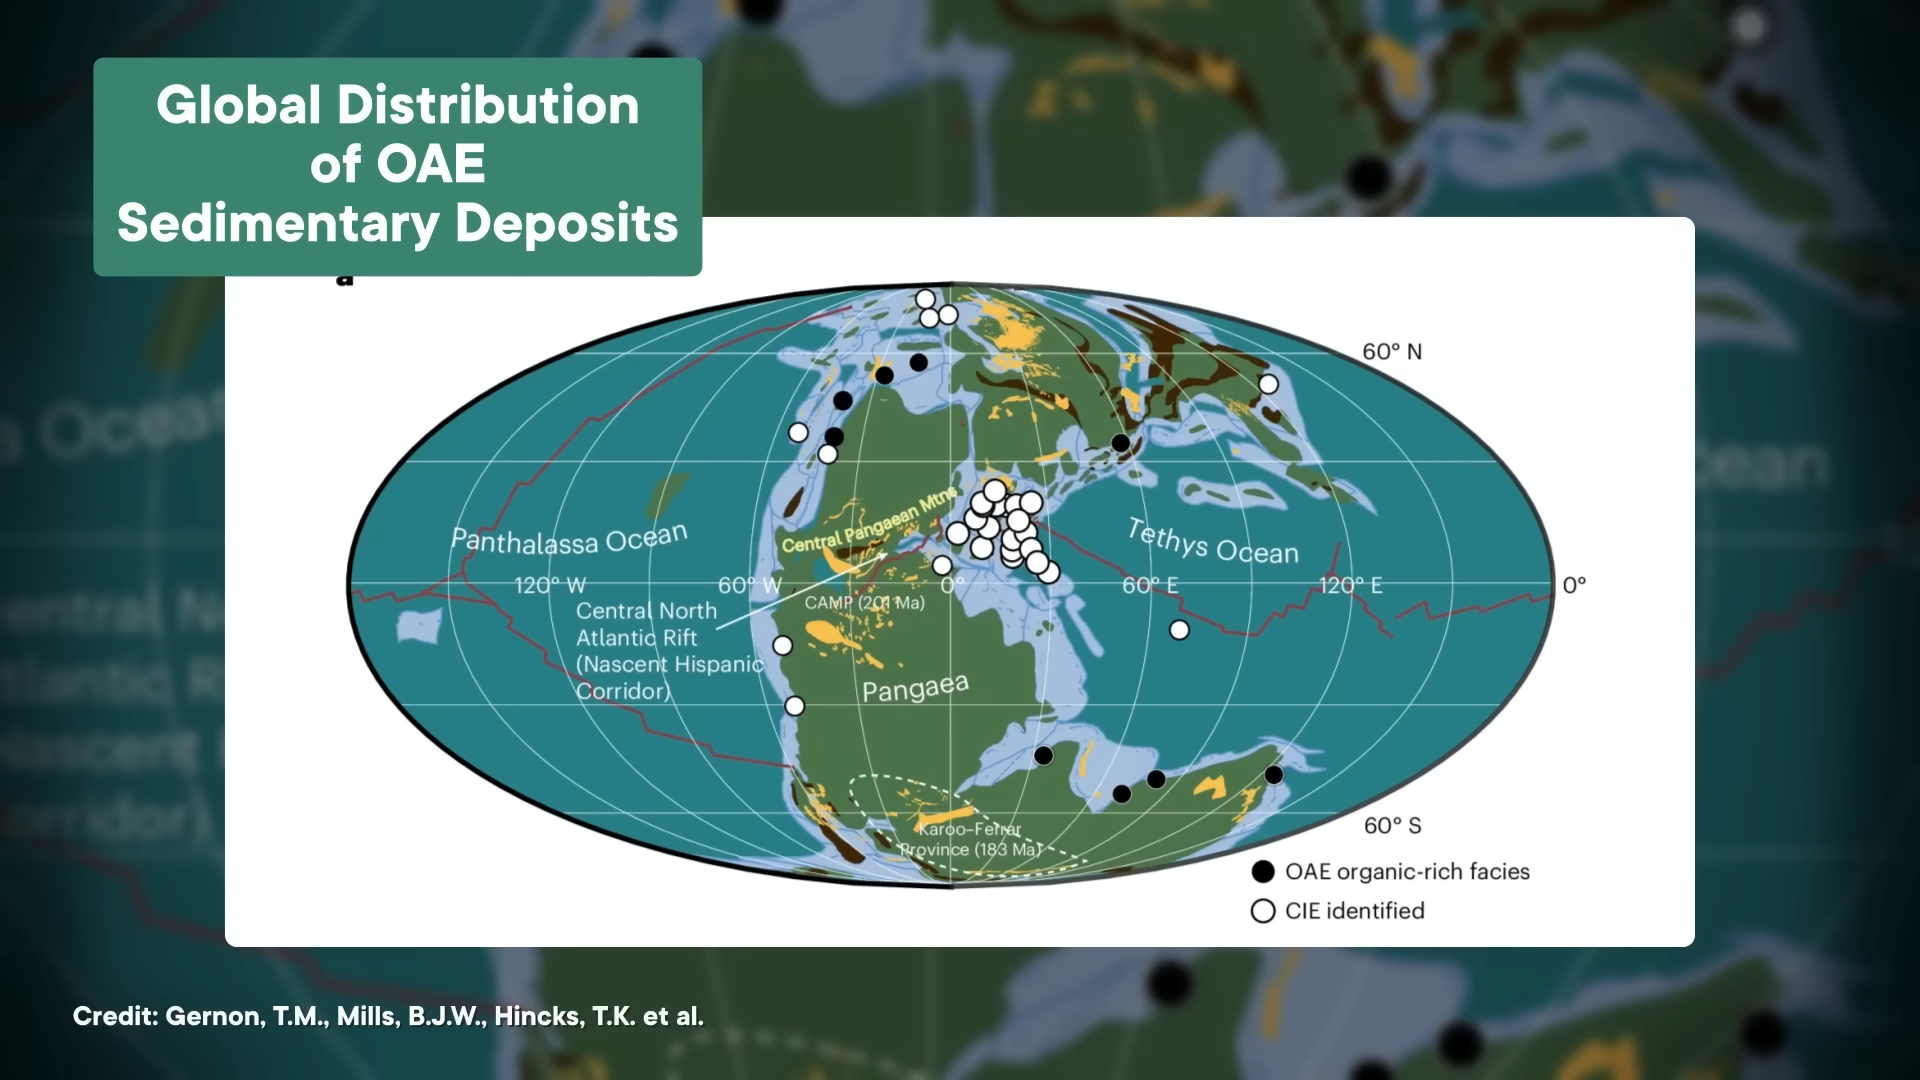 Global Distribution
of OAE
Sedimentary Deposits
a
60° N
Central Pangaean Mtns
Panthalassa Ocean
Tethys Ocean
120° W
60° W
0°
60° E
120° E
0°
CAMP (201 Ma)
Central North
Atlantic Rift
(Nascent Hispanic
Corridor)
Pangaea
Karoo–Ferrar
Province (183 Ma)
60° S
OAE organic-rich facies
CIE identified
Credit: Gernon, T.M., Mills, B.J.W., Hincks, T.K. et al.